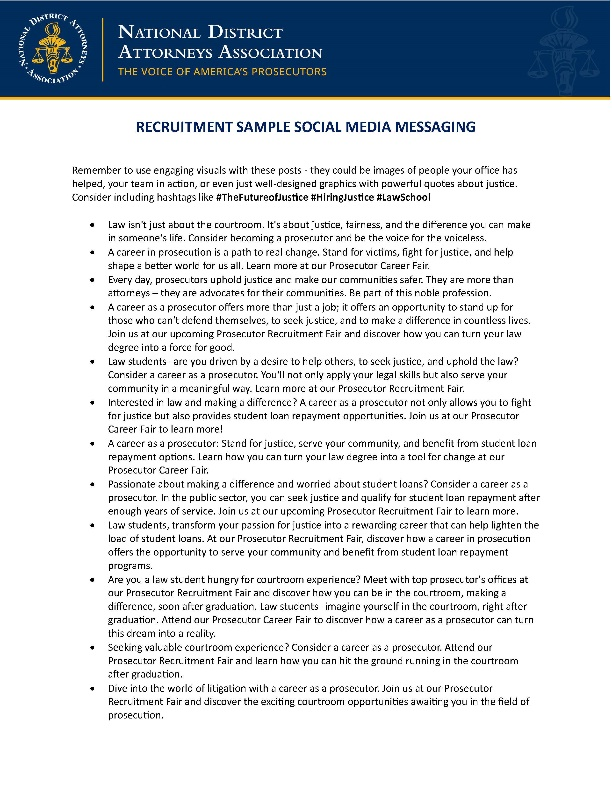 NATIONAL DISTRICT ATTORNEYS ASSOCIATION
NATIONAL DISTRICT
ATTORNEYS ASSOCIATION
THE VOICE OF AMERICA'S PROSECUTORS
RECRUITMENT SAMPLE SOCIAL MEDIA MESSAGING
Remember to use engaging visuals with these posts - they could be images of people your office has
helped, your team in action, or even just well-designed graphics with powerful quotes about justice.
Consider including hashtags like #TheFutureofJustice #HiringJustice #LawSchool
• Law isn't just about the courtroom. It's about justice, fairness, and the difference you can make
in someone's life. Consider becoming a prosecutor and be the voice for the voiceless.
• A career in prosecution is a path to real change. Stand for victims, fight for justice, and help
shape a better world for us all. Learn more at our Prosecutor Career Fair.
• Every day, prosecutors uphold justice and make our communities safer. They are more than
attorneys – they are advocates for their communities. Be part of this noble profession.
• A career as a prosecutor offers more than just a job; it offers an opportunity to stand up for
those who can't defend themselves, to seek justice, and to make a difference in countless lives.
Join us at our upcoming Prosecutor Recruitment Fair and discover how you can turn your law
degree into a force for good.
• Law students- are you driven by a desire to help others, to seek justice, and uphold the law?
Consider a career as a prosecutor. You'll not only apply your legal skills but also serve your
community in a meaningful way. Learn more at our Prosecutor Recruitment Fair.
• Interested in law and making a difference? A career as a prosecutor not only allows you to fight
for justice but also provides student loan repayment opportunities. Join us at our Prosecutor
Career Fair to learn more!
• A career as a prosecutor: Stand for justice, serve your community, and benefit from student loan
repayment options. Learn how you can turn your law degree into a tool for change at our
Prosecutor Career Fair.
• Passionate about making a difference and worried about student loans? Consider a career as a
prosecutor. In the public sector, you can seek justice and qualify for student loan repayment after
enough years of service. Join us at our upcoming Prosecutor Recruitment Fair to learn more.
• Law students, transform your passion for justice into a rewarding career that can help lighten the
load of student loans. At our Prosecutor Recruitment Fair, discover how a career in prosecution
offers the opportunity to serve your community and benefit from student loan repayment
programs.
• Are you a law student hungry for courtroom experience? Meet with top prosecutor's offices at
our Prosecutor Recruitment Fair and discover how you can be in the courtroom, making a
difference, soon after graduation. Law students- imagine yourself in the courtroom, right after
graduation. Attend our Prosecutor Career Fair to discover how a career as a prosecutor can turn
this dream into a reality.
• Seeking valuable courtroom experience? Consider a career as a prosecutor. Attend our
Prosecutor Recruitment Fair and learn how you can hit the ground running in the courtroom
after graduation.
• Dive into the world of litigation with a career as a prosecutor. Join us at our Prosecutor
Recruitment Fair and discover the exciting courtroom opportunities awaiting you in the field of
prosecution.